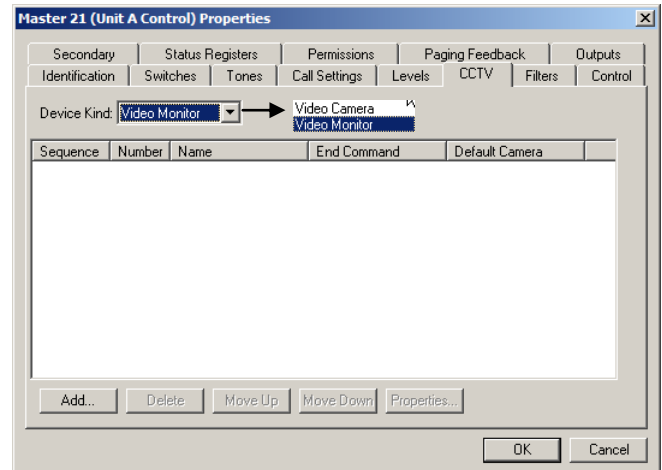 Master 21 (Unit A Control) Properties
Secondary Status Registers Permissions Paging Feedback Outputs
Identification Switches Tones Call Settings Levels CCTV Filters Control
Device Kind: Video Monitor Video Camera
Video Monitor
Sequence Number Name End Command Default Camera
Add... Delete Move Up Move Down Properties...
OK Cancel